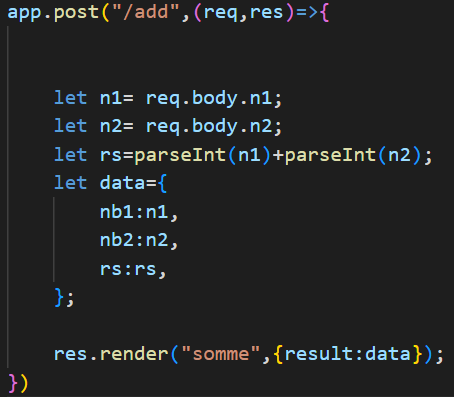 app.post("/add",(req,res)=>{
let n1= req.body.n1;
let n2= req.body.n2;
let rs=parseInt(n1)+parseInt(n2);
let data={
nb1:n1,
nb2:n2,
rs:rs,
};
res.render("somme",{result:data});
})